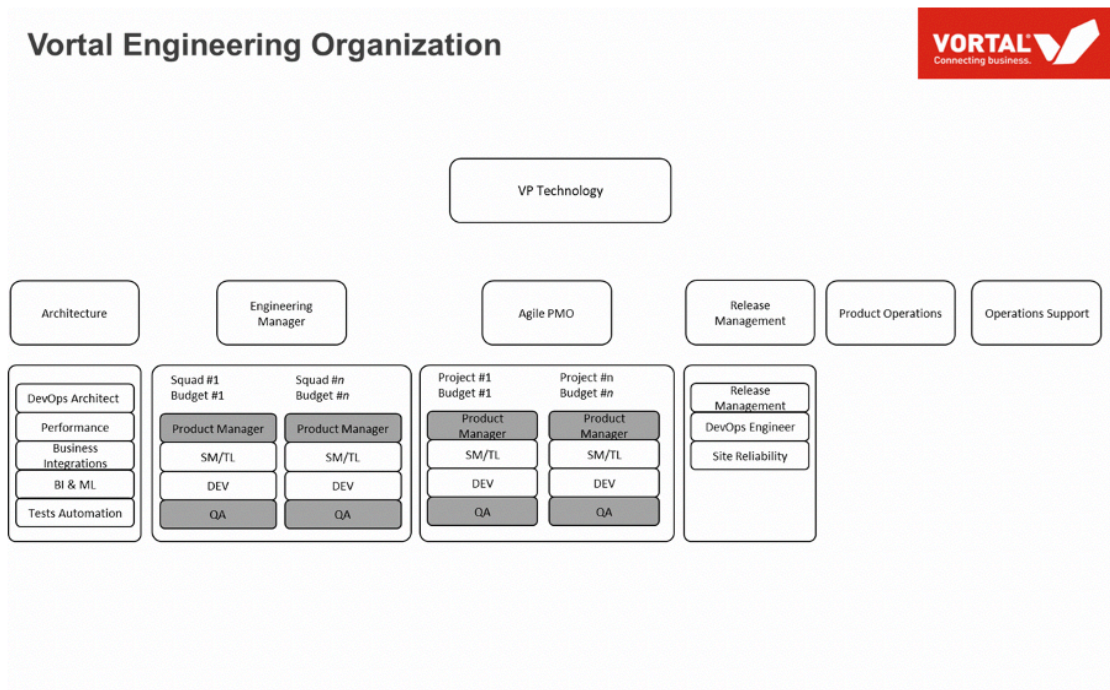 Vortal Engineering Organization
VORTAL
Connecting business.
VP Technology
Architecture
Engineering
Manager
Agile PMO
Release
Management
Product Operations
Operations Support
DevOps Architect
Performance
Business
Integrations
BI & ML
Tests Automation
Squad #1
Budget #1
Squad #n
Budget #n
Product Manager
Product Manager
SM/TL
SM/TL
DEV
DEV
QA
QA
Project #1
Budget #1
Project #n
Budget #n
Product
Manager
Product
Manager
SM/TL
SM/TL
DEV
DEV
QA
QA
Release
Management
DevOps Engineer
Site Reliability